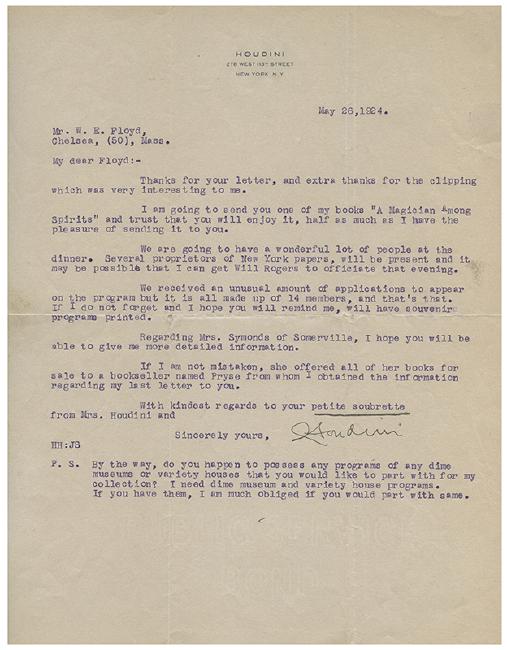 HOUDINI
278 WEST 113TH STREET
NEW YORK N.Y
May 26,1924.
Mr. W. E. Floyd,
Chelsea, (50), Mass.
My dear Floyd:-
Thanks for your letter, and extra thanks for the clipping
which was very interesting to me.
I am going to send you one of my books "A Magician Among
Spirits" and trust that you will enjoy it, half as much as I have the
pleasure of sending it to you.
We are going to have a wonderful lot of people at the
dinner. Several proprietors of New York papers, will be present and it
may be possible that I can get Will Rogers to officiate that evening.
We received an unusual amount of applications to appear
on the program but it is all made up of 14 members, and that's that.
If I do not forget and I hope you will remind me, will have souvenir
programs printed.
Regarding Mrs. Symonds of Somerville, I hope you will be
able to give me more detailed information.
If I am not mistaken, she offered all of her books for
sale to a bookseller named Pryse from whom I obtained the information
regarding my last letter to you.
With kindest regards to your petite soubrette
from Mrs. Houdini and
Sincerely yours, Houdini
HH:JS
P. S. By the way, do you happen to possess any programs of any dime
museums or variety houses that you would like to part with for my
collection? I need dime museum and variety house programs.
If you have them, I am much obliged if you would part with same.